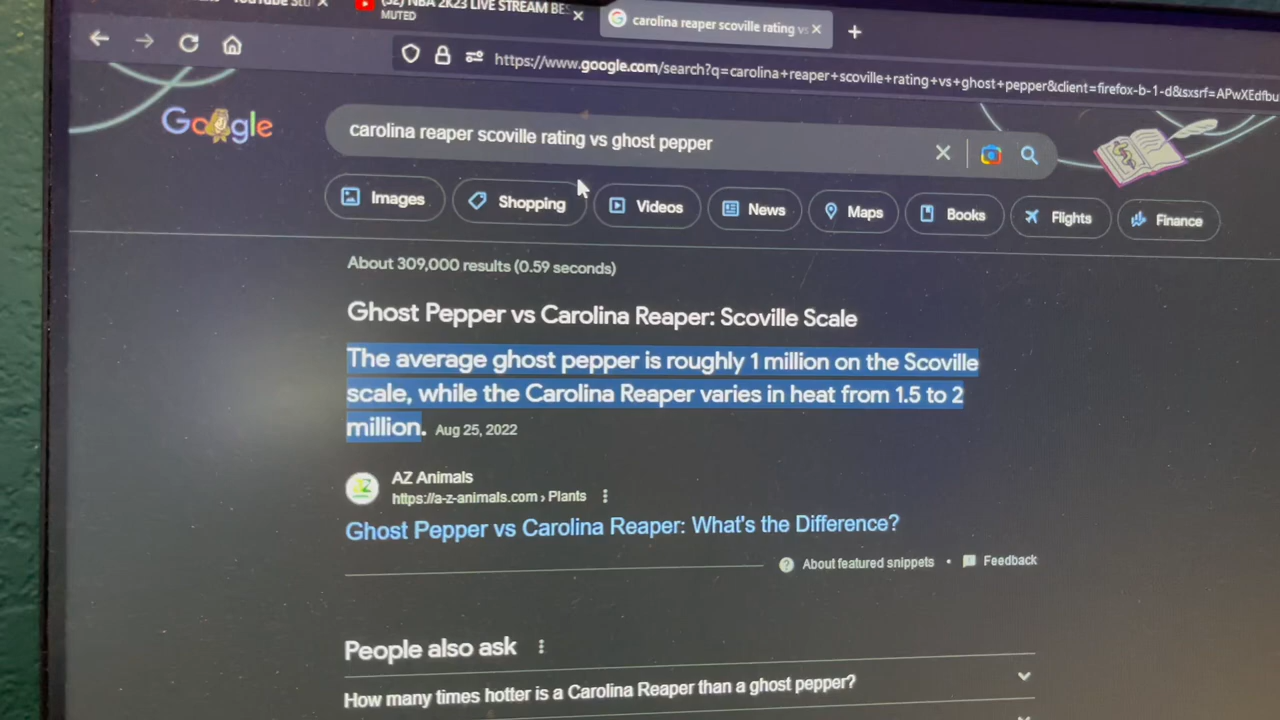 (32) NBA 2K23 LIVE STREAM BES
MUTED
carolina reaper scoville rating vs
https://www.google.com/search?q=carolina+reaper+scoville+rating+vs+ghost+pepper&client=firefox-b-1-d&sxsrf=APwXEdfbu
Google
carolina reaper scoville rating vs ghost pepper
Images
Shopping
Videos
News
Maps
Books
Flights
Finance
About 309,000 results (0.59 seconds)
Ghost Pepper vs Carolina Reaper: Scoville Scale
The average ghost pepper is roughly 1 million on the Scoville
scale, while the Carolina Reaper varies in heat from 1.5 to 2
million. Aug 25, 2022
AZ Animals
https://a-z-animals.com › Plants
Ghost Pepper vs Carolina Reaper: What's the Difference?
About featured snippets • Feedback
People also ask
How many times hotter is a Carolina Reaper than a ghost pepper?